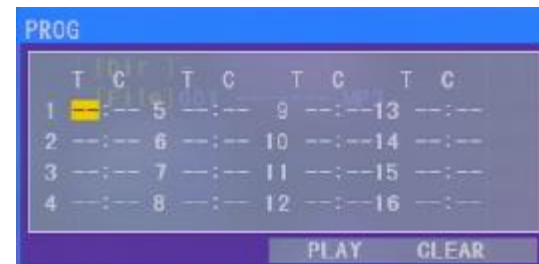 PROG
T C T C T C T C
1 --:-- 5 --:-- 9 --:-- 13 --:--
2 --:-- 6 --:-- 10 --:-- 14 --:--
3 --:-- 7 --:-- 11 --:-- 15 --:--
4 --:-- 8 --:-- 12 --:-- 16 --:--
PLAY CLEAR